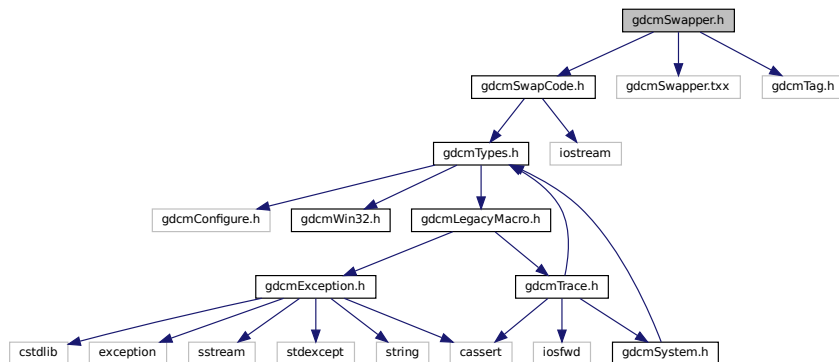 gdcmSwapper.h
gdcmSwapCode.h
gdcmSwapper.txx
gdcmTag.h
gdcmTypes.h
iostream
gdcmConfigure.h
gdcmWin32.h
gdcmLegacyMacro.h
gdcmException.h
gdcmTrace.h
cstdlib
exception
sstream
stdexcept
string
cassert
iosfwd
gdcmSystem.h